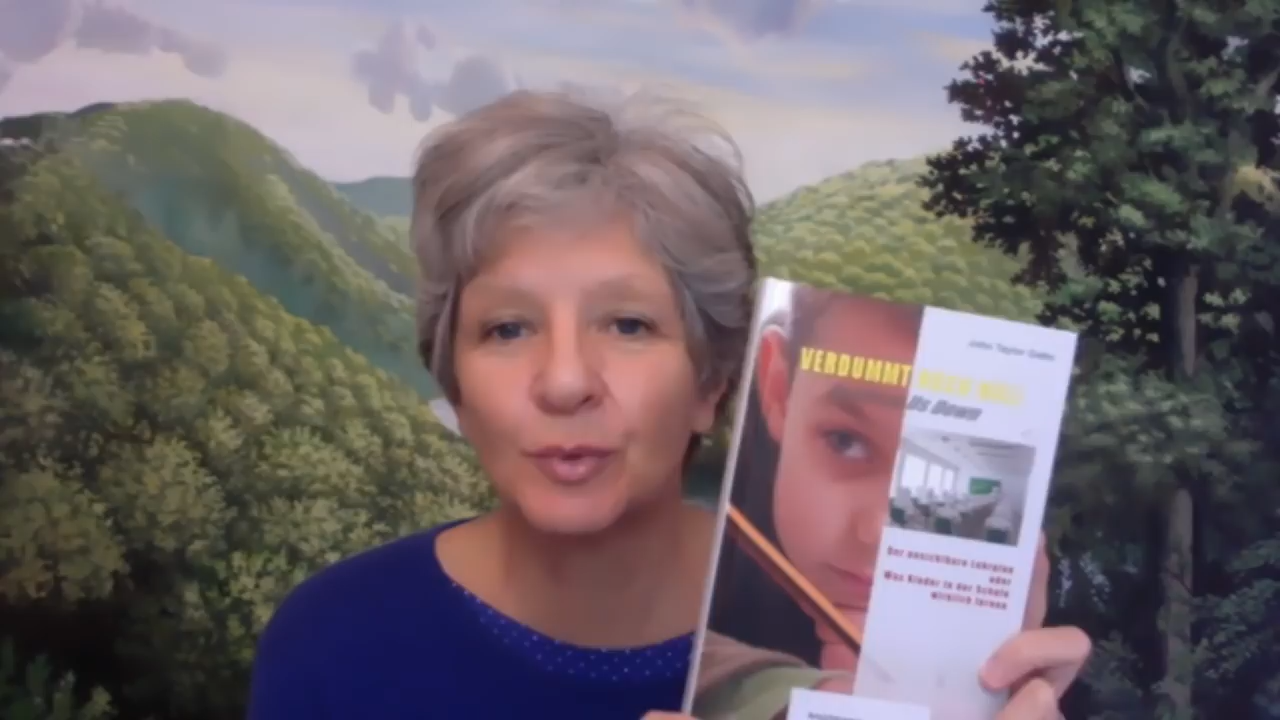 John Taylor Gatto
VERDUMMT NOCH MAL!
Us Down
Der unsichtbare Lehrplan
oder
Was Kinder in der Schule
wirklich lernen